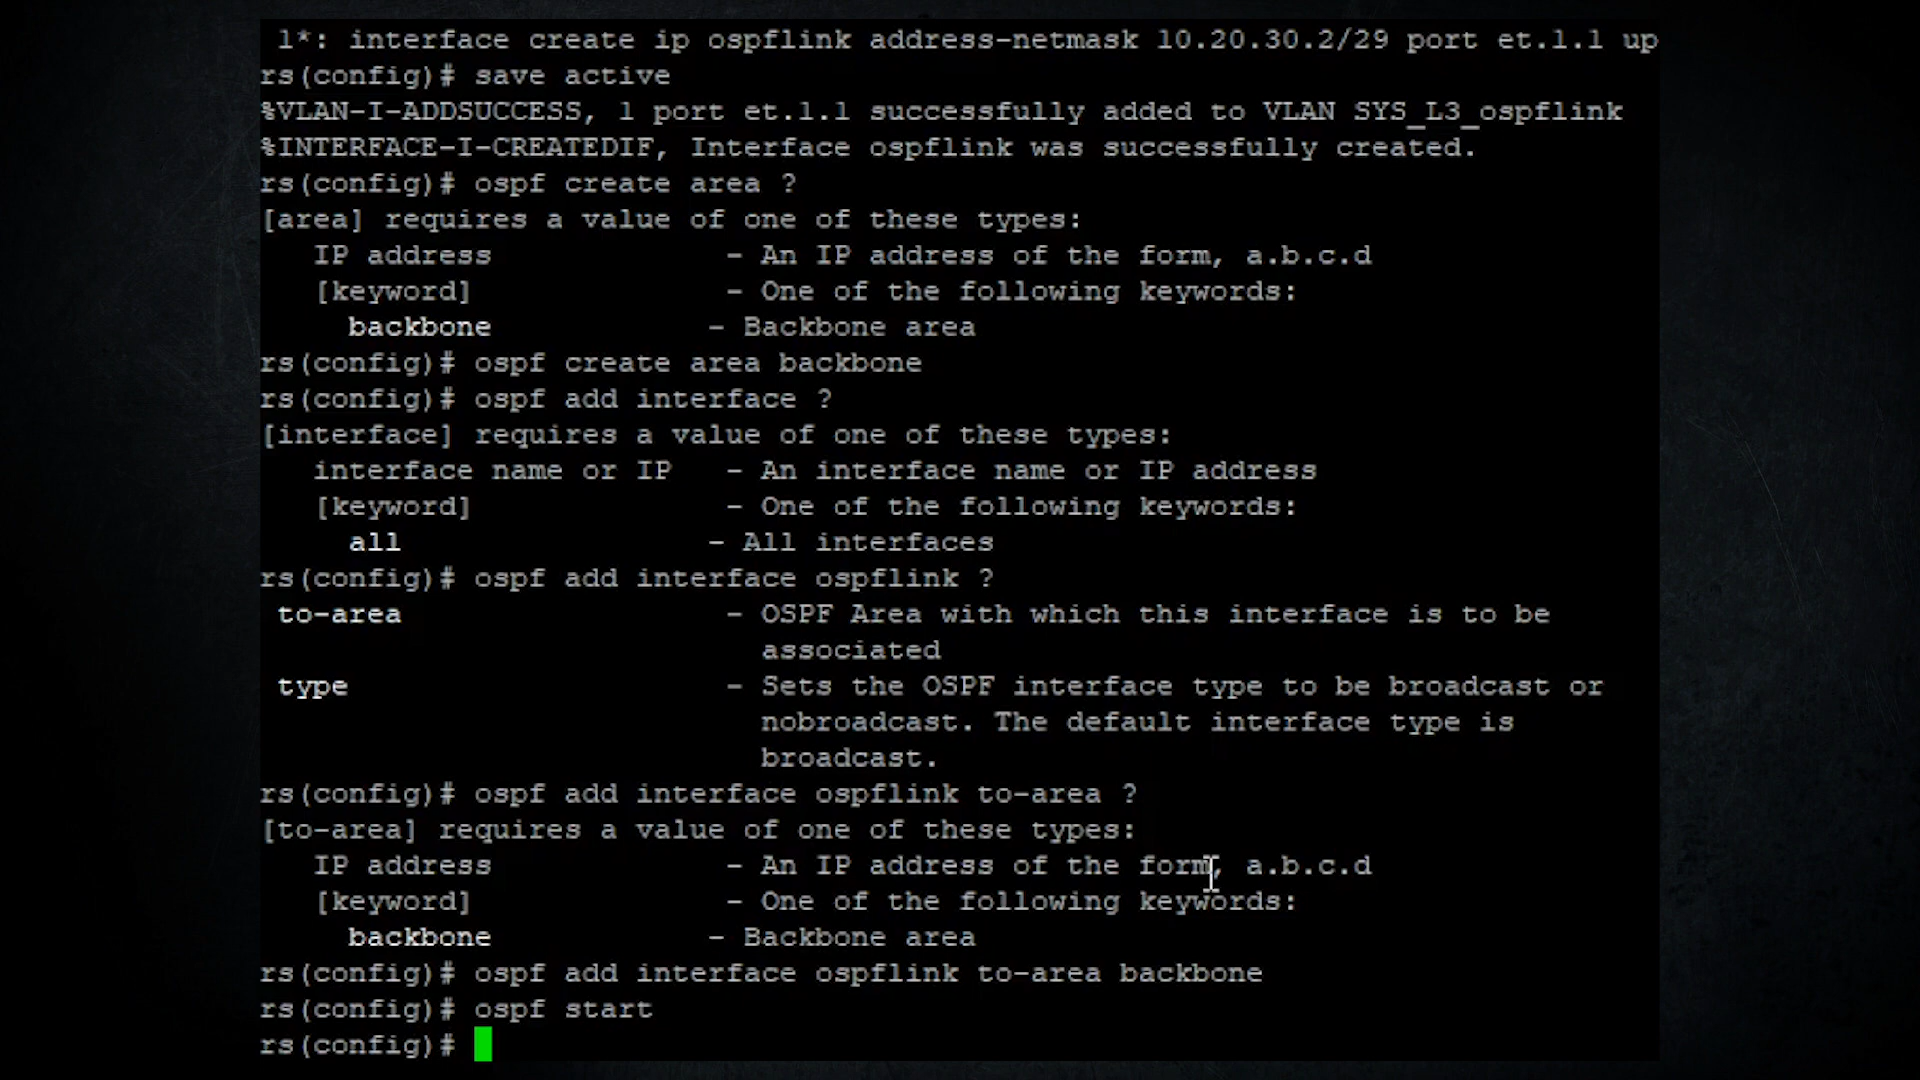 1*: interface create ip ospflink address-netmask 10.20.30.2/29 port et.1.1 up
rs(config)# save active
%VLAN-I-ADDSUCCESS, 1 port et.1.1 successfully added to VLAN SYS_L3_ospflink
%INTERFACE-I-CREATEDIF, Interface ospflink was successfully created.
rs(config)# ospf create area ?
[area] requires a value of one of these types:
IP address - An IP address of the form, a.b.c.d
[keyword] - One of the following keywords:
backbone - Backbone area
rs(config)# ospf create area backbone
rs(config)# ospf add interface ?
[interface] requires a value of one of these types:
interface name or IP - An interface name or IP address
[keyword] - One of the following keywords:
all - All interfaces
rs(config)# ospf add interface ospflink ?
to-area - OSPF Area with which this interface is to be
associated
type - Sets the OSPF interface type to be broadcast or
nobroadcast. The default interface type is
broadcast.
rs(config)# ospf add interface ospflink to-area ?
[to-area] requires a value of one of these types:
IP address - An IP address of the form, a.b.c.d
[keyword] - One of the following keywords:
backbone - Backbone area
rs(config)# ospf add interface ospflink to-area backbone
rs(config)# ospf start
rs(config)#